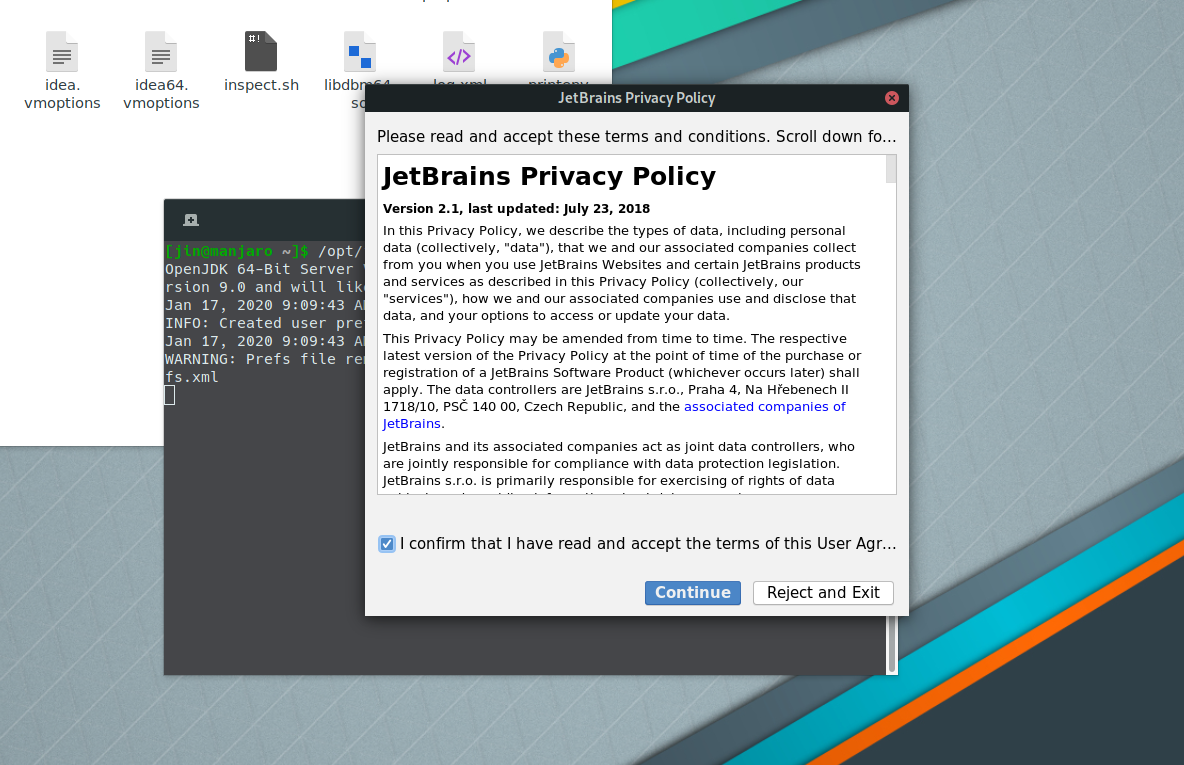 idea.
vmoptions
idea64.
vmoptions
#!
inspect.sh
</>
JetBrains Privacy Policy
Please read and accept these terms and conditions. Scroll down fo...
JetBrains Privacy Policy
Version 2.1, last updated: July 23, 2018
In this Privacy Policy, we describe the types of data, including personal
data (collectively, "data"), that we and our associated companies collect
from you when you use JetBrains Websites and certain JetBrains products
and services as described in this Privacy Policy (collectively, our
"services"), how we and our associated companies use and disclose that
data, and your options to access or update your data.
This Privacy Policy may be amended from time to time. The respective
latest version of the Privacy Policy at the point of time of the purchase or
registration of a JetBrains Software Product (whichever occurs later) shall
apply. The data controllers are JetBrains s.r.o., Praha 4, Na Hřebenech II
1718/10, PSČ 140 00, Czech Republic, and the associated companies of
JetBrains.
JetBrains and its associated companies act as joint data controllers, who
are jointly responsible for compliance with data protection legislation.
JetBrains s.r.o. is primarily responsible for exercising of rights of data
I confirm that I have read and accept the terms of this User Agr...
Continue
Reject and Exit
[jin@manjaro ~]$ /opt/
OpenJDK 64-Bit Server
rsion 9.0 and will
Jan 17, 2020 9:09:43
INFO: Created user
Jan 17, 2020 9:09:43
WARNING: Prefs file
fs.xml